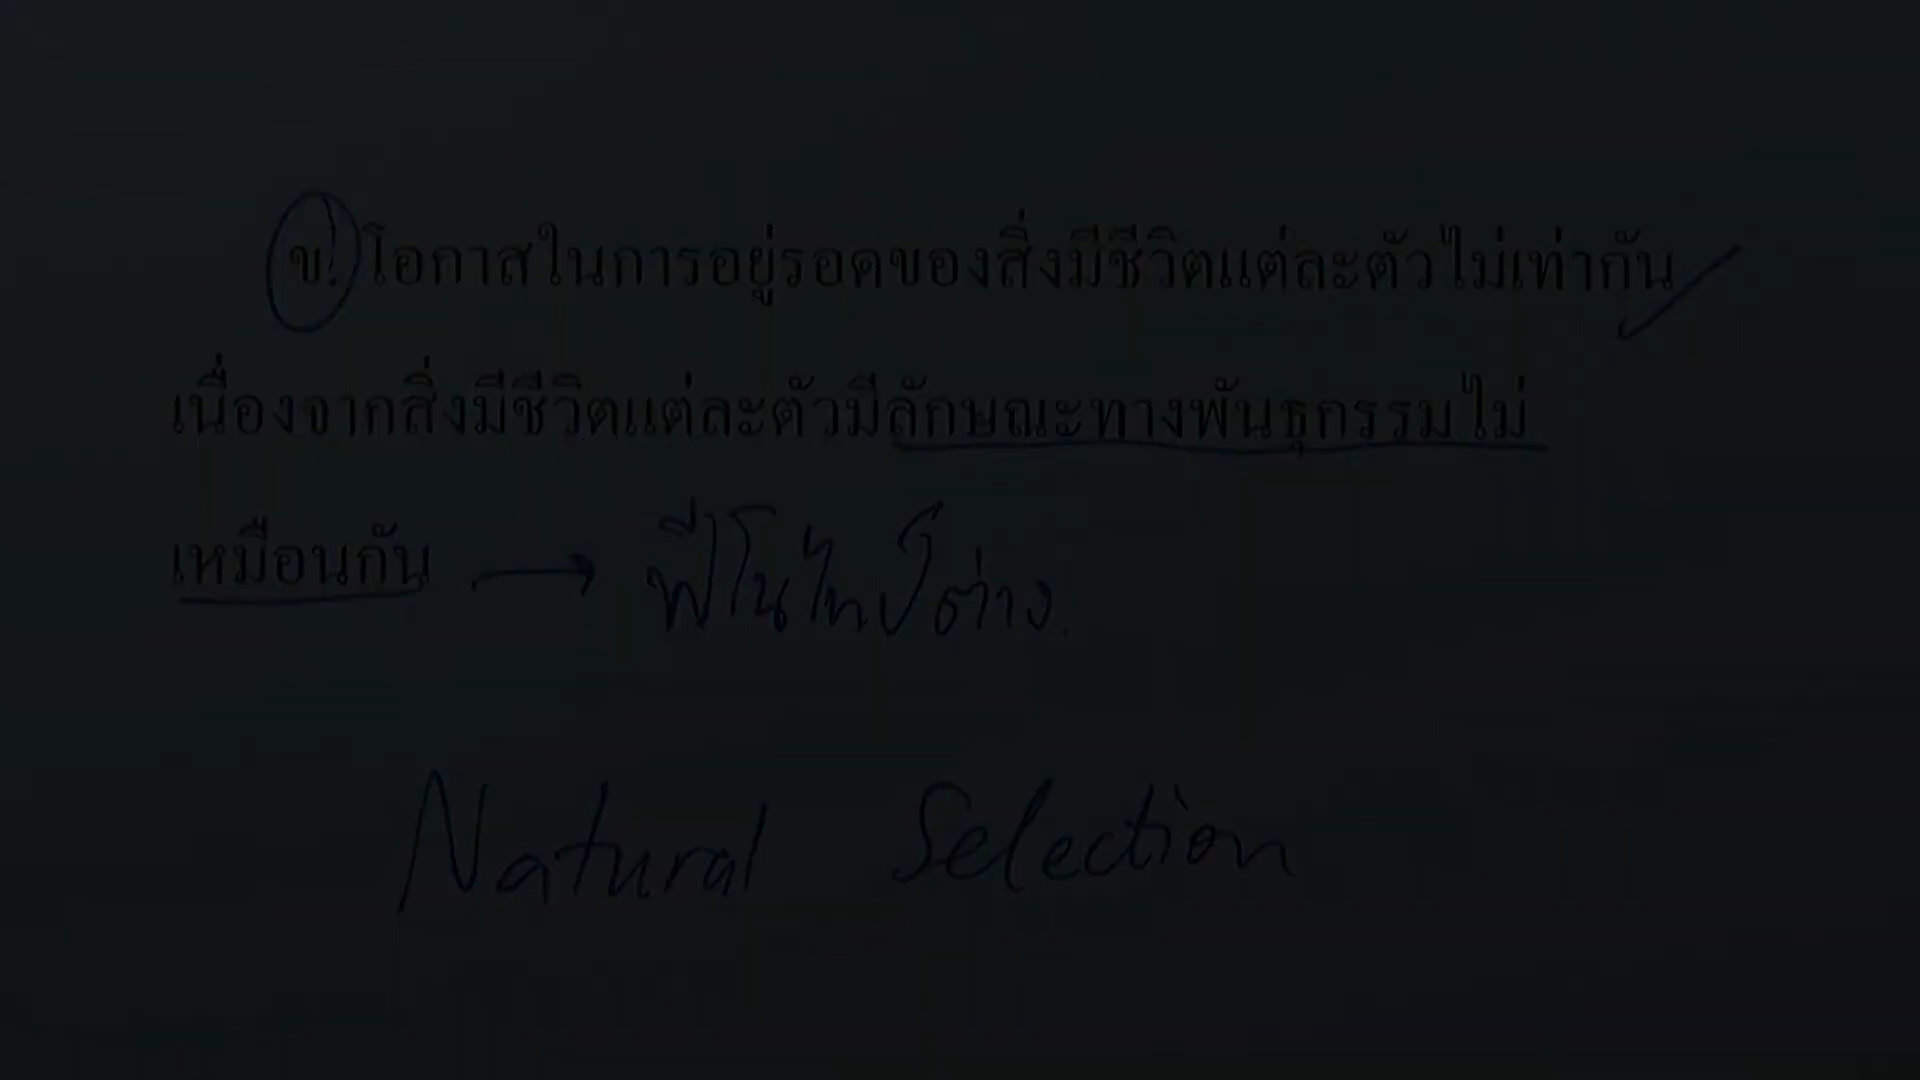 ข. โอกาสในการอยู่รอดของสิ่งมีชีวิตแต่ละตัวไม่เท่ากัน
เนื่องจากสิ่งมีชีวิตแต่ละตัวมีลักษณะทางพันธุกรรมไม่
เหมือนกัน → ฟีโนไทป์ต่าง.
Natural Selection